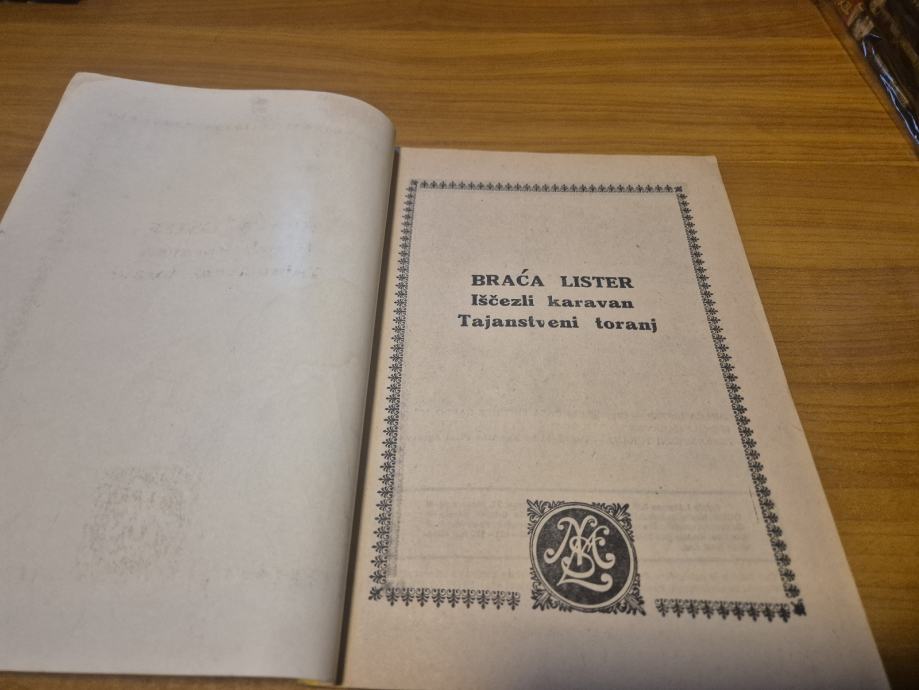 BRAĆA LISTER
Iščezli karavan
Tajanstveni toranj